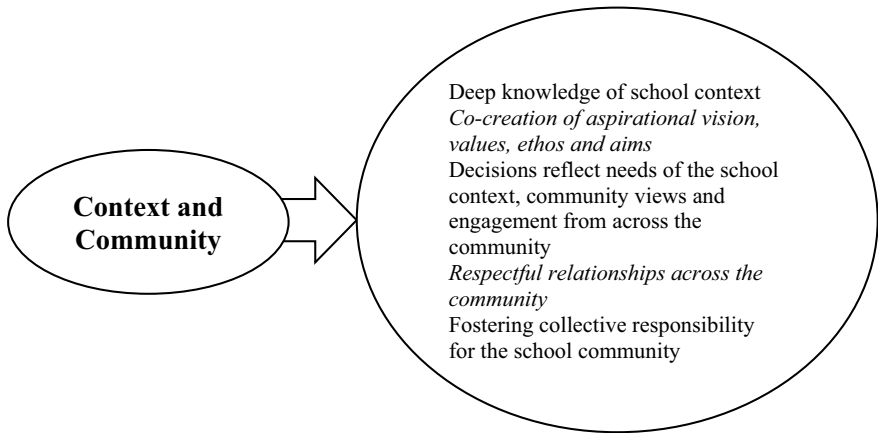 Context and
Community
Deep knowledge of school context
Co-creation of aspirational vision,
values, ethos and aims
Decisions reflect needs of the school
context, community views and
engagement from across the
community
Respectful relationships across the
community
Fostering collective responsibility
for the school community